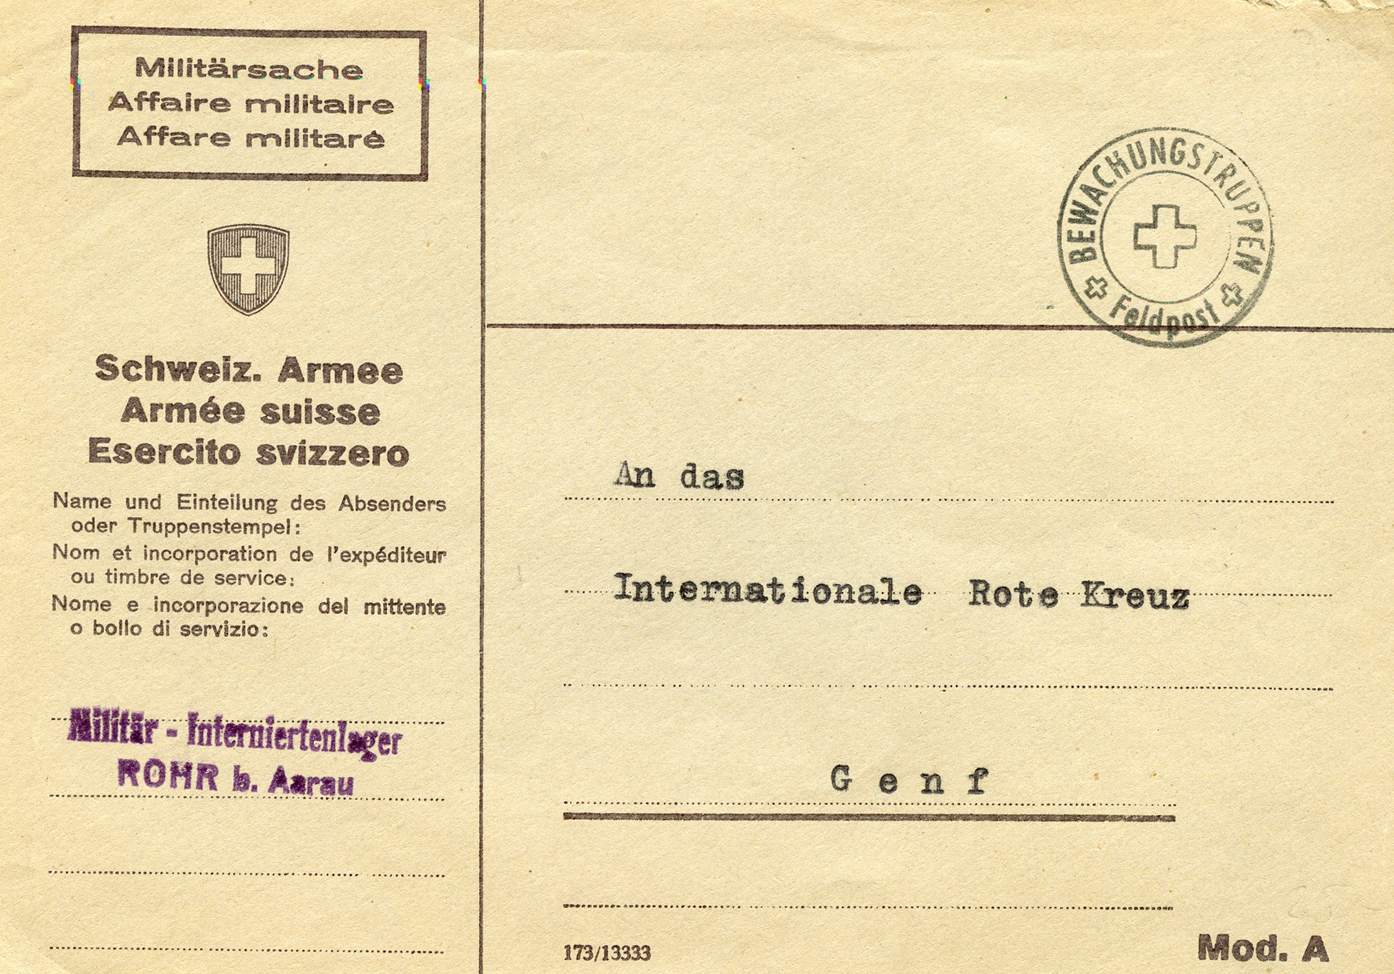 Militärsache
Affaire militaire
Affare militare
Schweiz. Armee
Armée suisse
Esercito svizzero
Name und Einteilung des Absenders
oder Truppenstempel:
Nom et incorporation de l'expéditeur
ou timbre de service:
Nome e incorporazione del mittente
o bollo di servizio:
Militär - Interniertenlager
ROHR b. Aarau
BEWACHUNGSTRUPPEN
Feldpost
An das
Internationale Rote Kreuz
Genf
173/13333
Mod. A